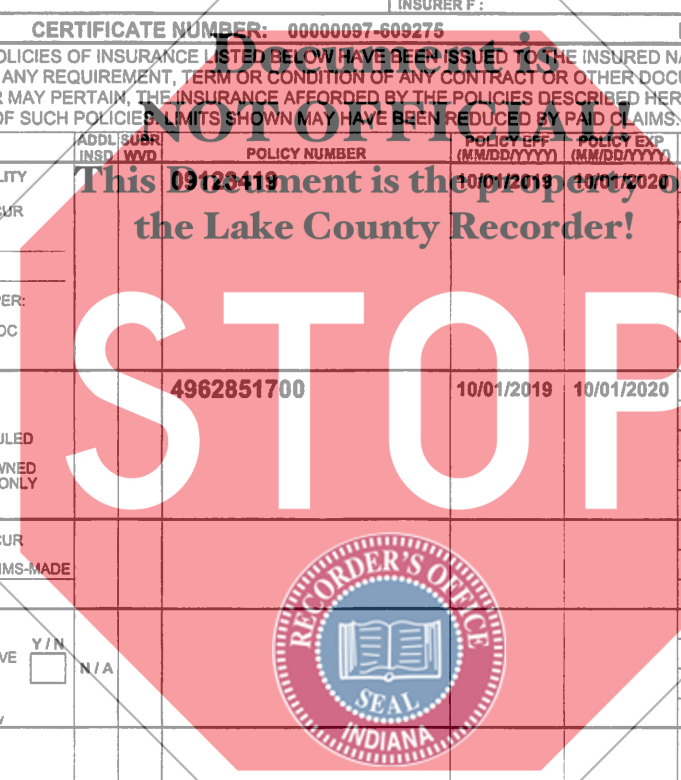 INSURER F :
CERTIFICATE NUMBER: 00000097-609275
OLICIES OF INSURANCE LISTED BELOW HAVE BEEN ISSUED TO THE INSURED NA
ANY REQUIREMENT, TERM OR CONDITION OF ANY CONTRACT OR OTHER DOCU
R MAY PERTAIN, THE INSURANCE AFFORDED BY THE POLICIES DESCRIBED HER
OF SUCH POLICIES. LIMITS SHOWN MAY HAVE BEEN REDUCED BY PAID CLAIMS.
Document is
NOT OFFICIAL!
This Document is the property o
the Lake County Recorder!
ADDL SUBR
INSD WVD
POLICY NUMBER
POLICY EFF
(MM/DD/YYYY)
POLICY EXP
(MM/DD/YYYY)
LITY
09123419 10/01/2019 10/01/2020
CUR
PER:
OC
STOP
4962851700 10/01/2019 10/01/2020
ULED
WNED
ONLY
CUR
IMS-MADE
Y / N
VE
N / A
RECORDER'S OFFICE
SEAL
INDIANA